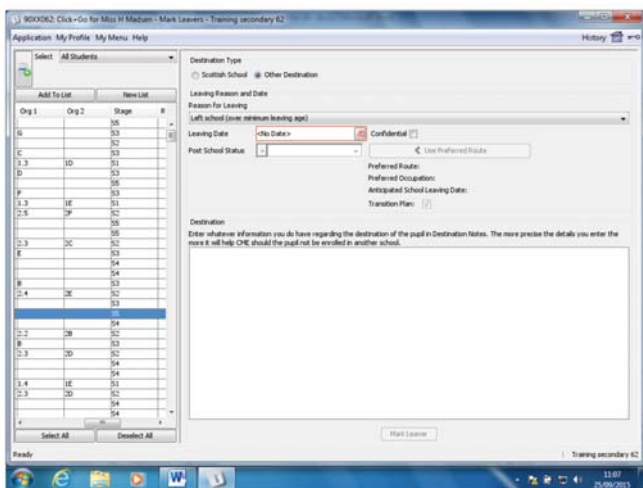 90XX062: Click+Go for Miss H Madsen - Mark Leavers - Training secondary 62
Application My Profile My Menu Help
History
Select All Students
Add To List New List
Org 1 Org 2 Stage
S5
G S3
S2
C S3
1.3 1D S1
D S3
S5
F S3
1.3 1E S1
2.5 2F S2
S5
S5
2.3 2C S2
E S3
S4
S4
B S3
2.4 2E S2
S3
S5
S4
2.2 2B S2
B S3
2.3 2D S2
S4
S4
1.4 1E S1
2.3 2D S2
S4
S4
Select All Deselect All
Destination Type
Scottish School Other Destination
Leaving Reason and Date
Reason for Leaving
Left school (over minimum leaving age)
Leaving Date <No Date> Confidential
Post School Status Use Preferred Route
Preferred Route:
Preferred Occupation:
Anticipated School Leaving Date:
Transition Plan:
Destination
Enter whatever information you do have regarding the destination of the pupil in Destination Notes. The more precise the details you enter the
more it will help CME should the pupil not be enrolled in another school.
Mark Leaver
Ready Training secondary 62
11:07
25/09/2015